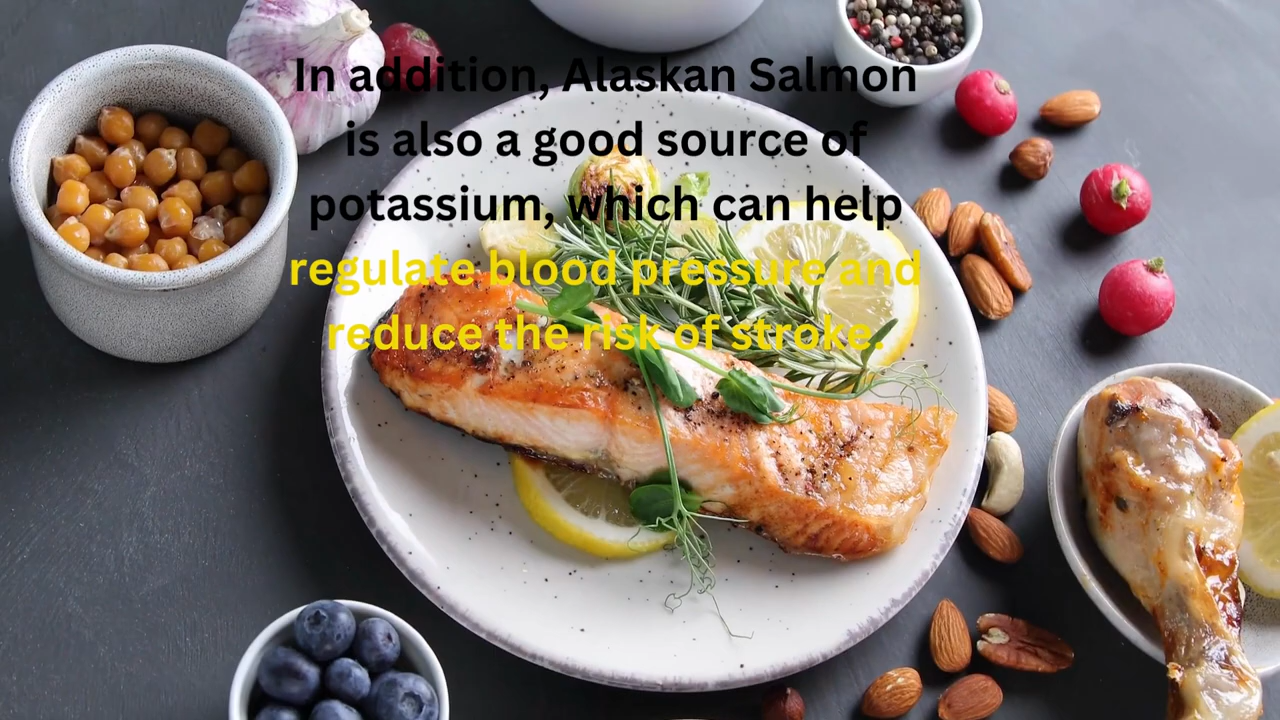 In addition, Alaskan Salmon
is also a good source of
potassium, which can help
regulate blood pressure and
reduce the risk of stroke.